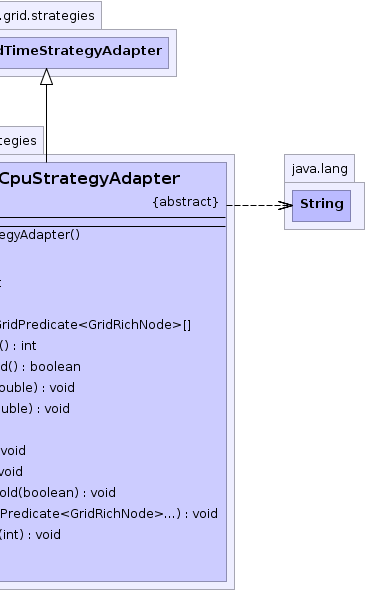 .grid.strategies
dTimeStrategyAdapter
tegies
CpuStrategyAdapter
{abstract}
java.lang
String
egyAdapter()
t
GridPredicate<GridRichNode>[]
() : int
d() : boolean
ouble) : void
uble) : void
void
void
old(boolean) : void
Predicate<GridRichNode>...) : void
(int) : void